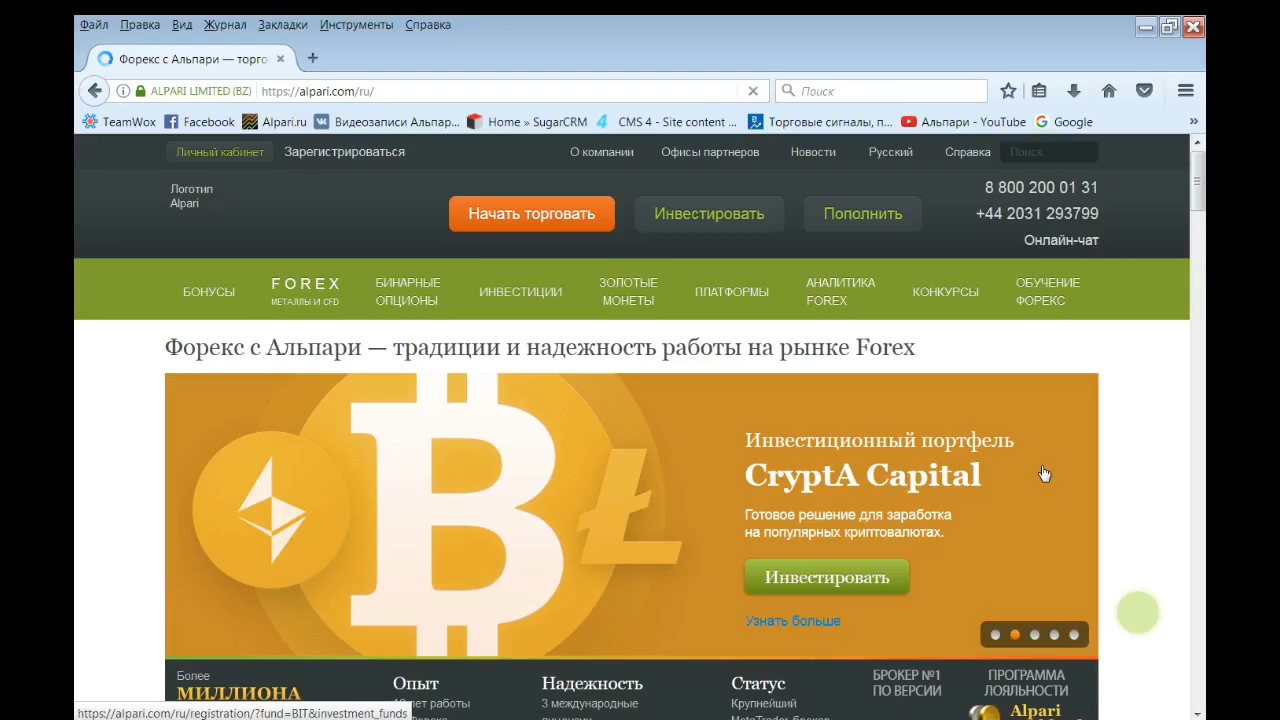 Файл Правка Вид Журнал Закладки Инструменты Справка
Форекс с Альпари — торго
ALPARI LIMITED (BZ) https://alpari.com/ru/ Поиск
TeamWox Facebook Alpari.ru Видеозаписи Альпар... Home » SugarCRM CMS 4 - Site content ... Торговые сигналы, п... Альпари - YouTube Google »
Личный кабинет Зарегистрироваться О компании Офисы партнеров Новости Русский Справка Поиск
Логотип
Alpari
Начать торговать Инвестировать Пополнить
8 800 200 01 31
+44 2031 293799
Онлайн-чат
БОНУСЫ
FOREX
МЕТАЛЛЫ И CFD
БИНАРНЫЕ
ОПЦИОНЫ
ИНВЕСТИЦИИ
ЗОЛОТЫЕ
МОНЕТЫ
ПЛАТФОРМЫ
АНАЛИТИКА
FOREX
КОНКУРСЫ
ОБУЧЕНИЕ
ФОРЕКС
Форекс с Альпари — традиции и надежность работы на рынке Forex
Инвестиционный портфель
CryptA Capital
Готовое решение для заработка
на популярных криптовалютах.
Инвестировать
Узнать больше
Более
МИЛЛИОНА
Опыт
лет работы
Надежность
3 международные
Статус
Крупнейший
MetaTrader-брокер
БРОКЕР №1
ПО ВЕРСИИ
ПРОГРАММА
ЛОЯЛЬНОСТИ
Alpari
https://alpari.com/ru/registration/?fund=BIT&investment_funds